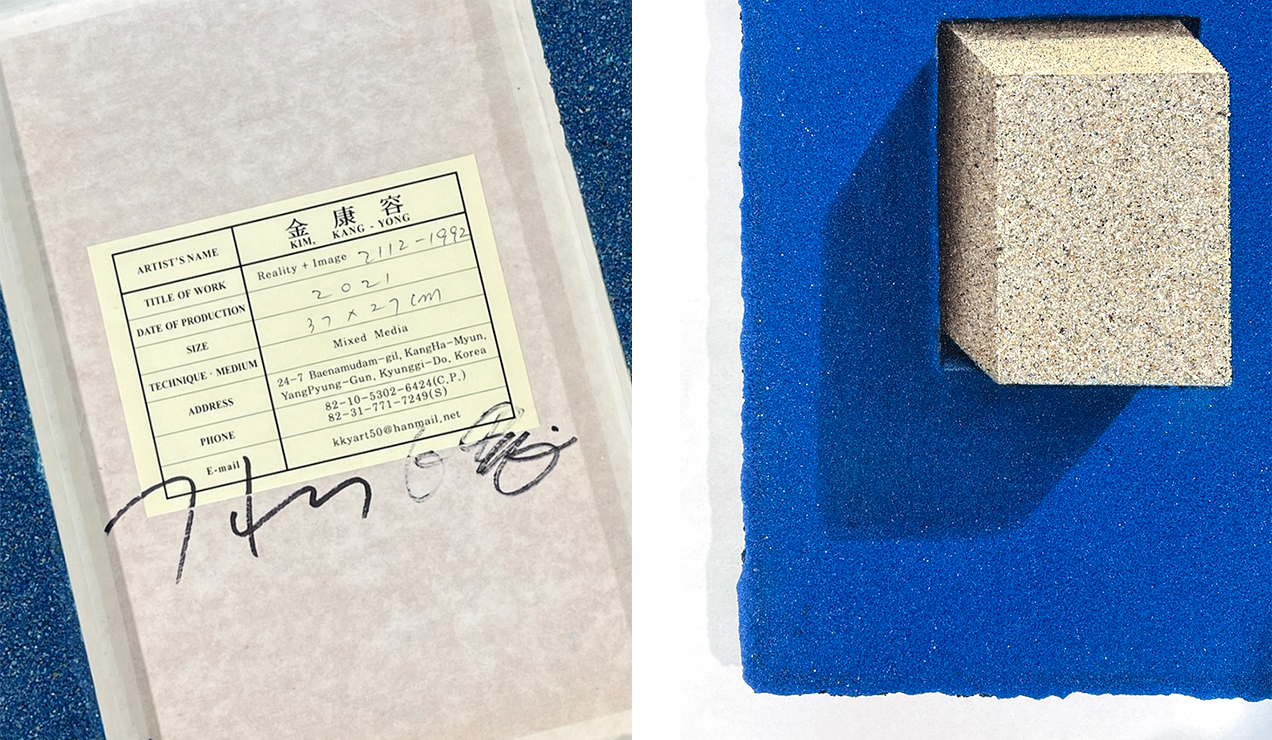 ARTIST'S NAME
金 康 容
KIM, KANG - YONG
TITLE OF WORK
Reality + Image 2112-1992
DATE OF PRODUCTION
2021
SIZE
37 x 27 cm
TECHNIQUE · MEDIUM
Mixed Media
ADDRESS
24-7 Baenamudam-gil, KangHa-Myun,
YangPyung-Gun, Kyunggi-Do, Korea
PHONE
82-10-5302-6424(C.P.)
82-31-771-7249(S)
E-mail
kkyart50@hanmail.net